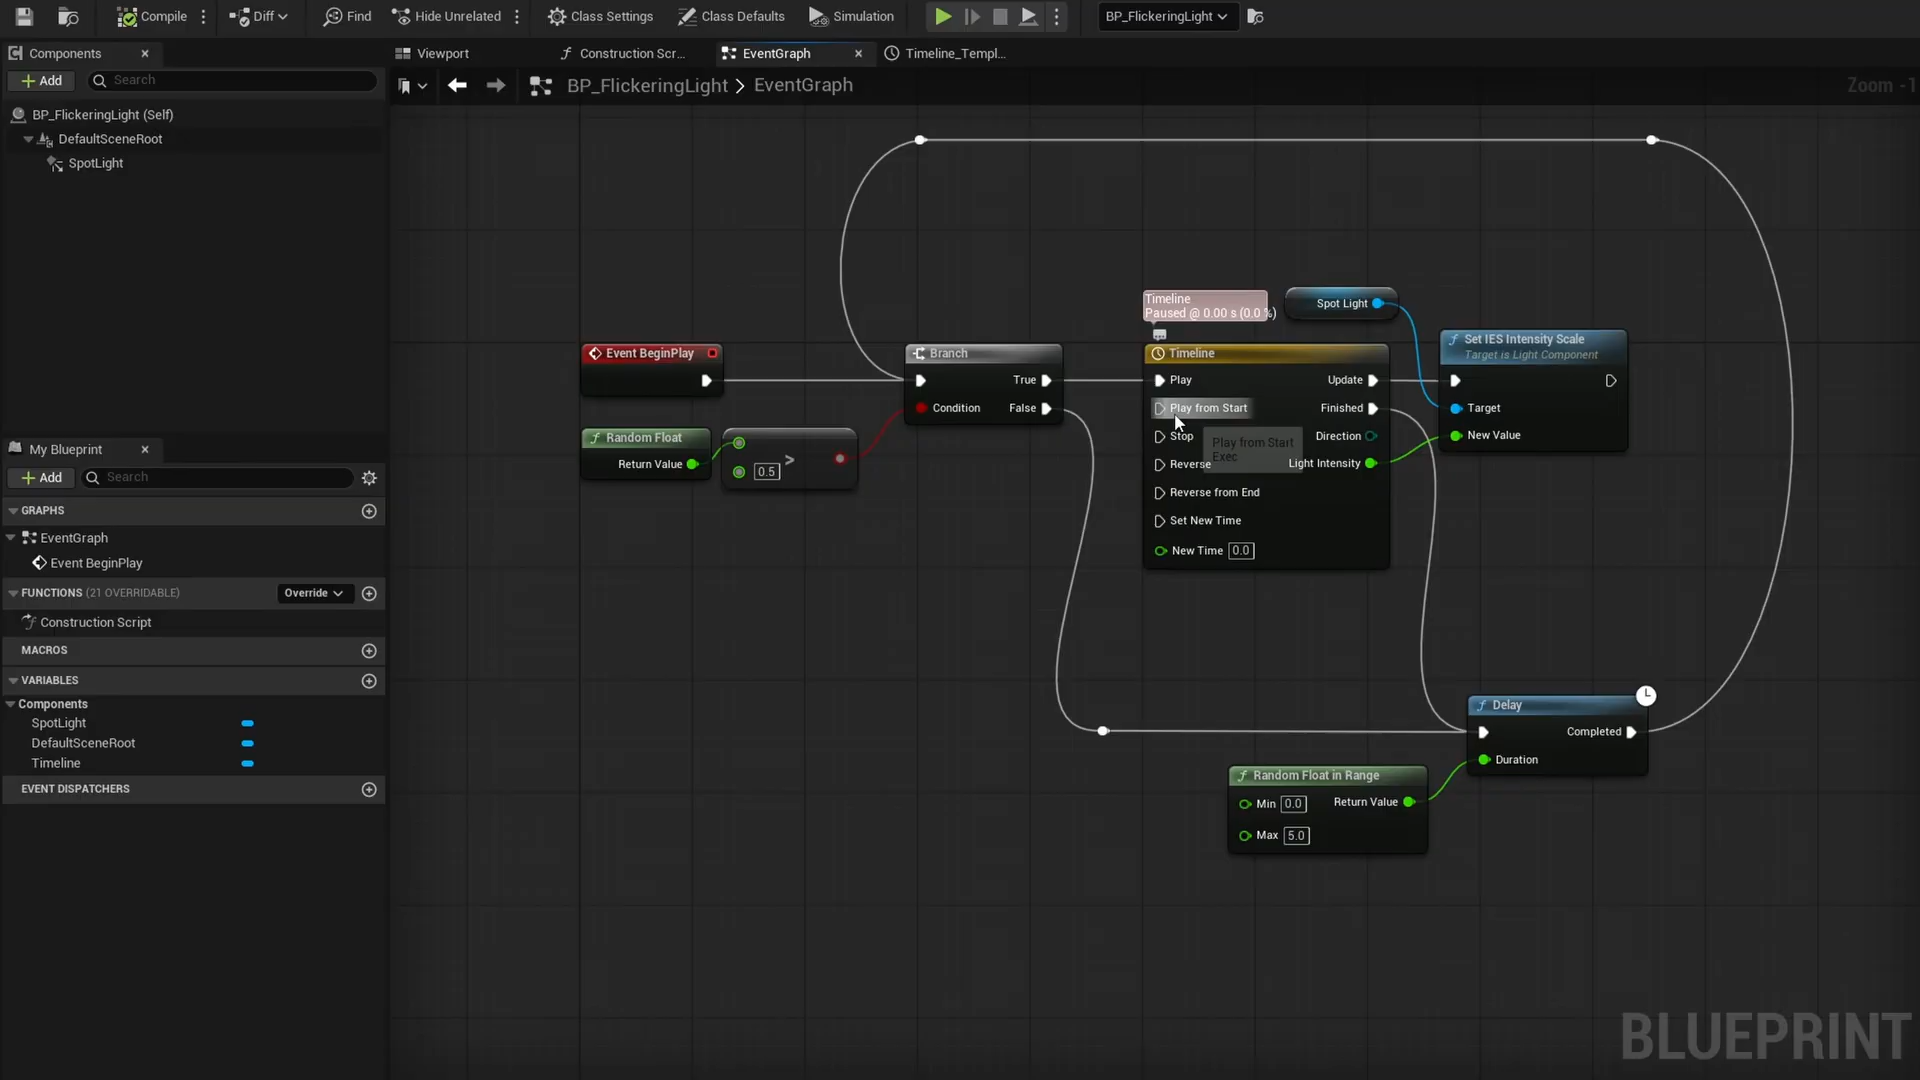 Compile
Diff
Find
Hide Unrelated
Class Settings
Class Defaults
Simulation
BP_FlickeringLight
Components
Viewport
Construction Scr...
EventGraph
Timeline_Templ...
Add
Search
BP_FlickeringLight > EventGraph
Zoom -1
BP_FlickeringLight (Self)
DefaultSceneRoot
SpotLight
Timeline
Paused @ 0.00 s (0.0 %)
Spot Light
Set IES Intensity Scale
Target is Light Component
Target
New Value
Event BeginPlay
Branch
True
Condition
False
Timeline
Play
Update
Play from Start
Finished
Stop
Direction
Play from Start
Exec
Reverse
Light Intensity
Reverse from End
Set New Time
New Time 0.0
Random Float
Return Value
>
0.5
My Blueprint
Add
Search
GRAPHS
EventGraph
Event BeginPlay
FUNCTIONS (21 OVERRIDABLE)
Override
Construction Script
MACROS
VARIABLES
Components
SpotLight
DefaultSceneRoot
Timeline
EVENT DISPATCHERS
Delay
Completed
Duration
Random Float in Range
Min 0.0
Return Value
Max 5.0
BLUEPRINT